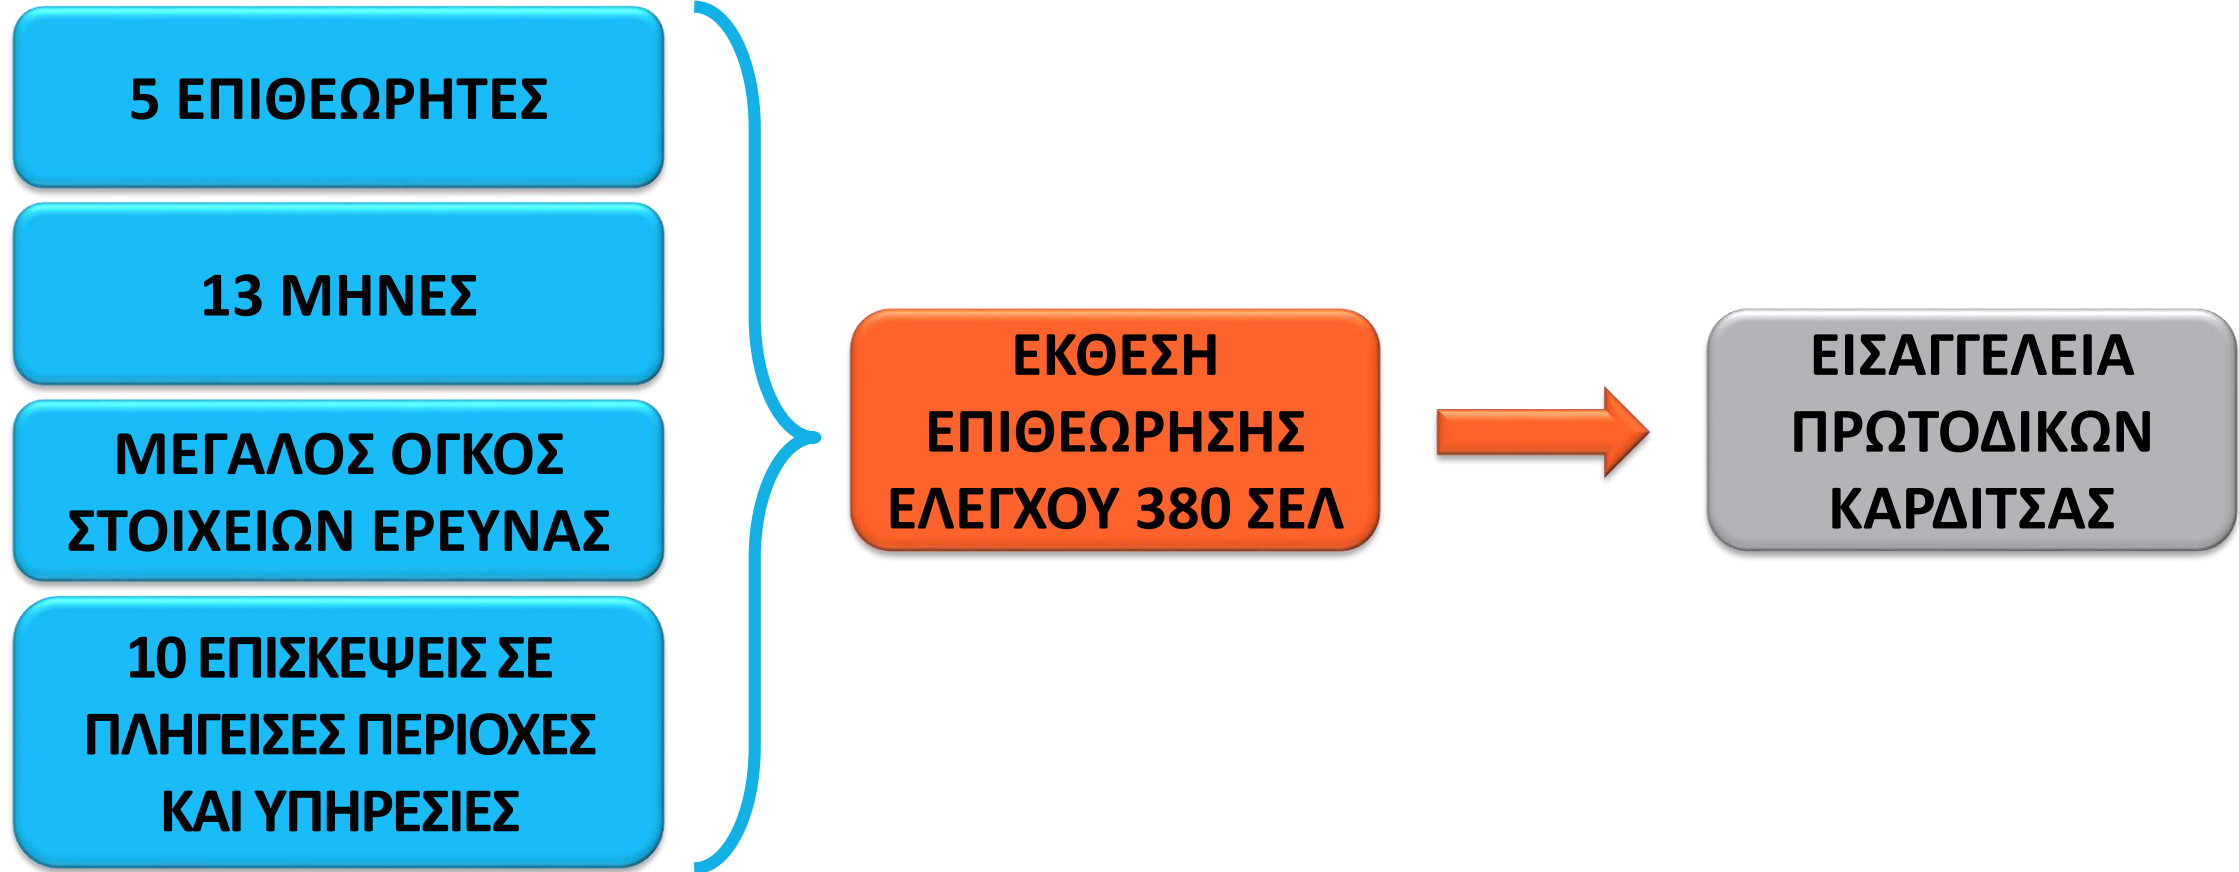 5 ΕΠΙΘΕΩΡΗΤΕΣ
13 ΜΗΝΕΣ
ΜΕΓΑΛΟΣ ΟΓΚΟΣ
ΣΤΟΙΧΕΙΩΝ ΕΡΕΥΝΑΣ
10 ΕΠΙΣΚΕΨΕΙΣ ΣΕ
ΠΛΗΓΕΙΣΕΣ ΠΕΡΙΟΧΕΣ
ΚΑΙ ΥΠΗΡΕΣΙΕΣ
ΕΚΘΕΣΗ
ΕΠΙΘΕΩΡΗΣΗΣ
ΕΛΕΓΧΟΥ 380 ΣΕΛ
ΕΙΣΑΓΓΕΛΕΙΑ
ΠΡΩΤΟΔΙΚΩΝ
ΚΑΡΔΙΤΣΑΣ